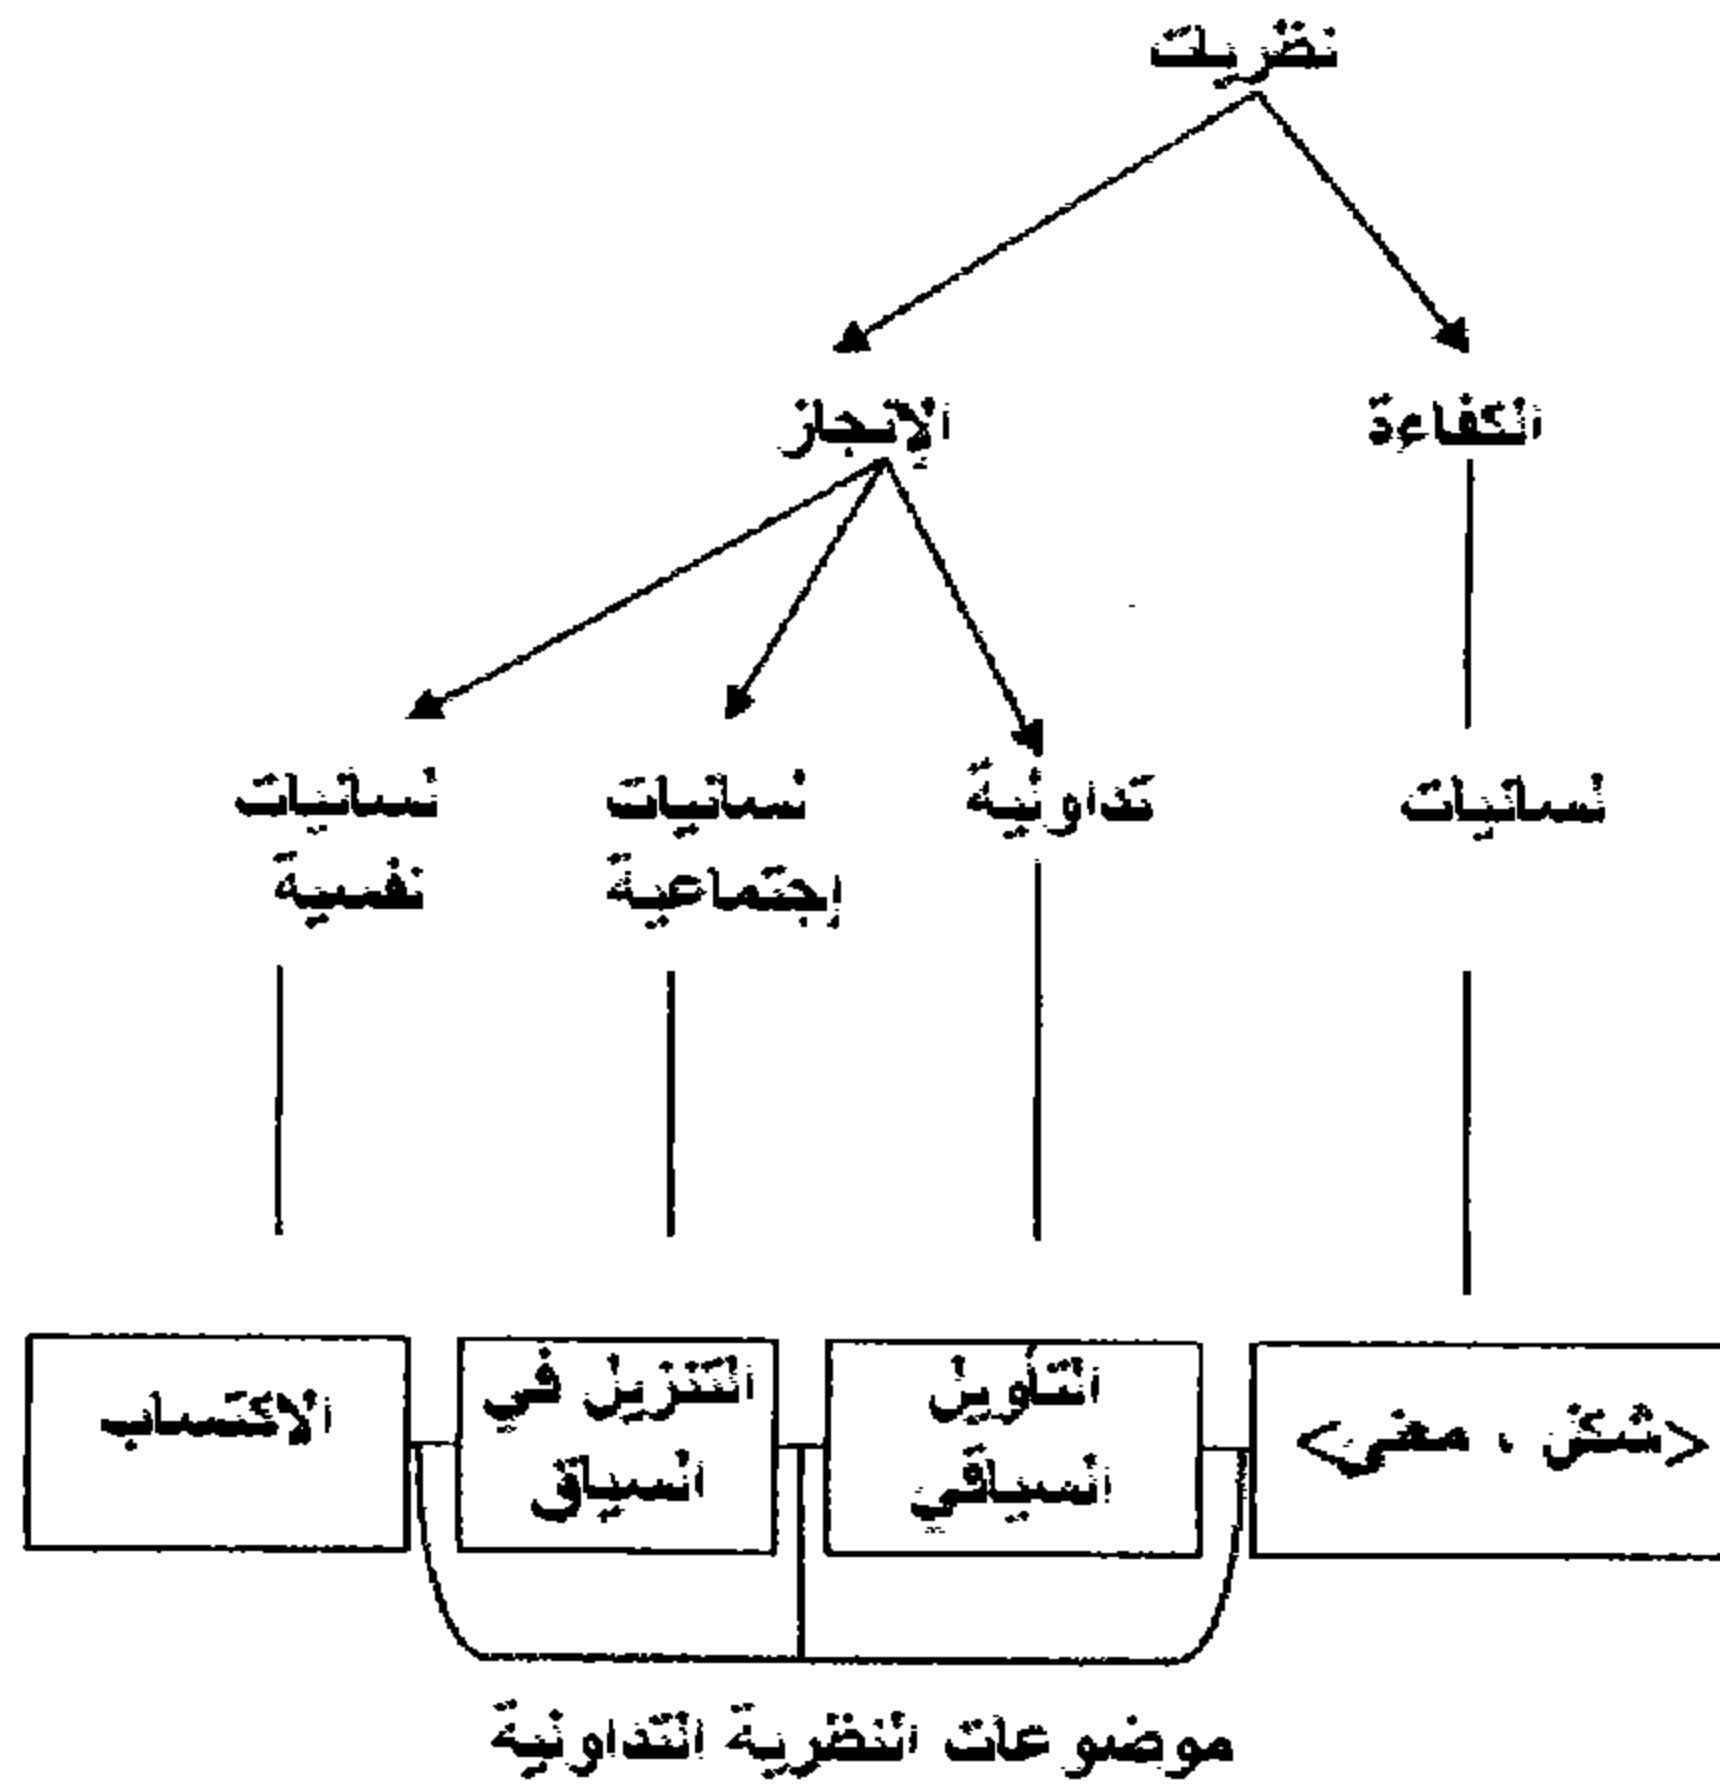 نظريات
الكفاءة
الإنجاز
لسانيات
تداولية
لسانيات
إجتماعية
لسانيات
نفسية
<شكل ، معنى>
التأويل
السياقي
التنزيل في
السياق
الاكتساب
موضوعات النظرية التداولية